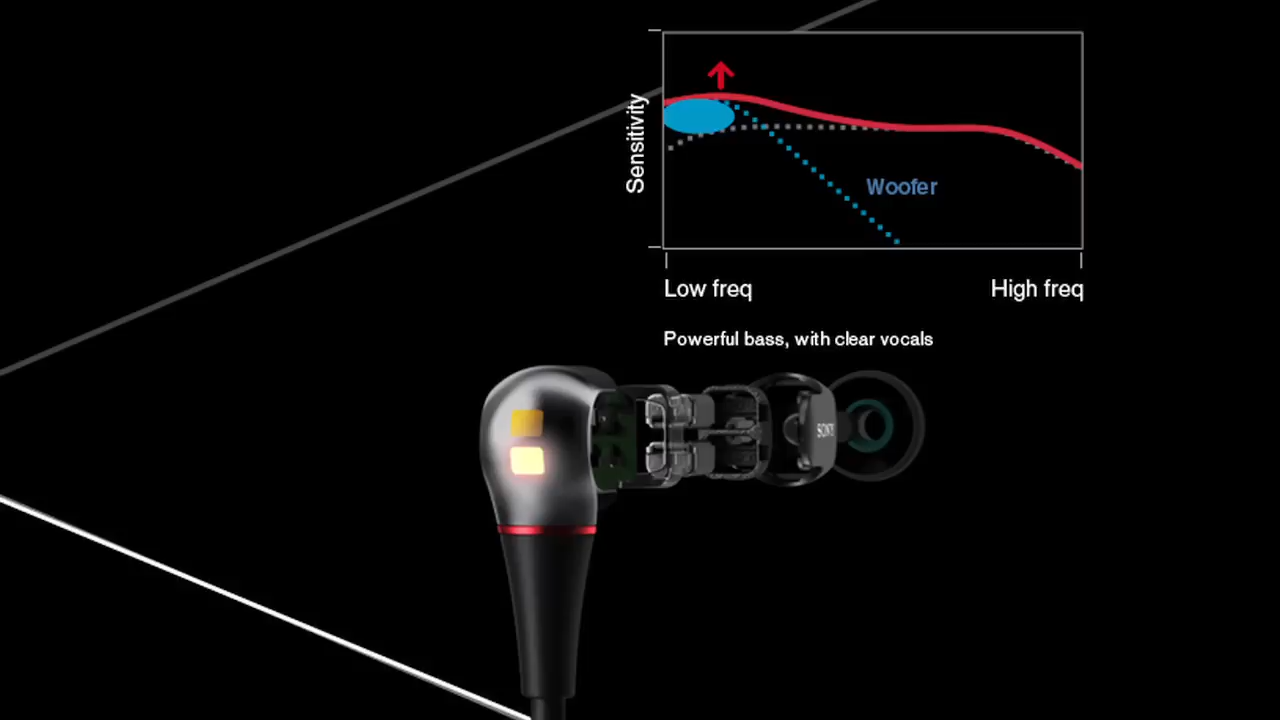 Sensitivity
Woofer
Low freq
High freq
Powerful bass, with clear vocals
SONY